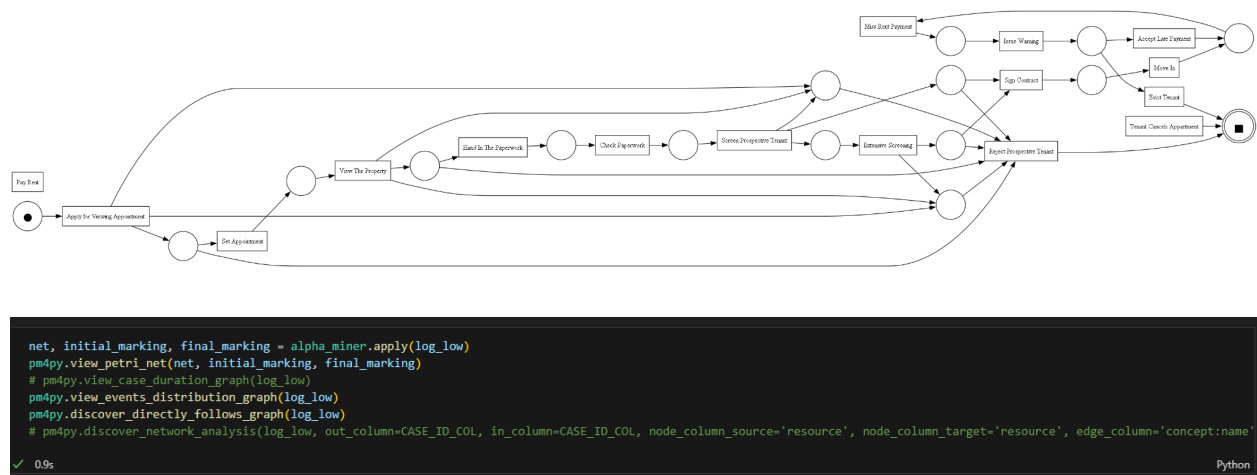 Miss Rent Payment
Issue Warning
Accept Late Payment
Move In
Sign Contract
Evict Tenant
Tenant Cancels Appartment
Hand In The Paperwork
Check Paperwork
Screen Prospective Tenant
Extensive Screening
Reject Prospective Tenant
View The Property
Pay Rent
Apply for Viewing Appointment
Set Appointment
net, initial_marking, final_marking = alpha_miner.apply(log_low)
pm4py.view_petri_net(net, initial_marking, final_marking)
# pm4py.view_case_duration_graph(log_low)
pm4py.view_events_distribution_graph(log_low)
pm4py.discover_directly_follows_graph(log_low)
# pm4py.discover_network_analysis(log_low, out_column=CASE_ID_COL, in_column=CASE_ID_COL, node_column_source='resource', node_column_target='resource', edge_column='concept:name'
0.9s
Python